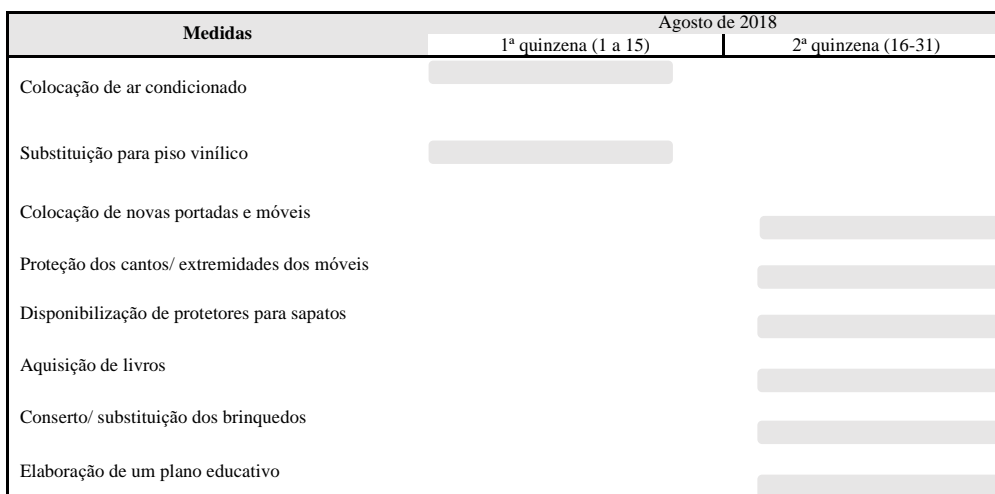 Medidas
Agosto de 2018
1ª quinzena (1 a 15)
2ª quinzena (16-31)
Colocação de ar condicionado
Substituição para piso vinílico
Colocação de novas portadas e móveis
Proteção dos cantos/ extremidades dos móveis
Disponibilização de protetores para sapatos
Aquisição de livros
Conserto/ substituição dos brinquedos
Elaboração de um plano educativo